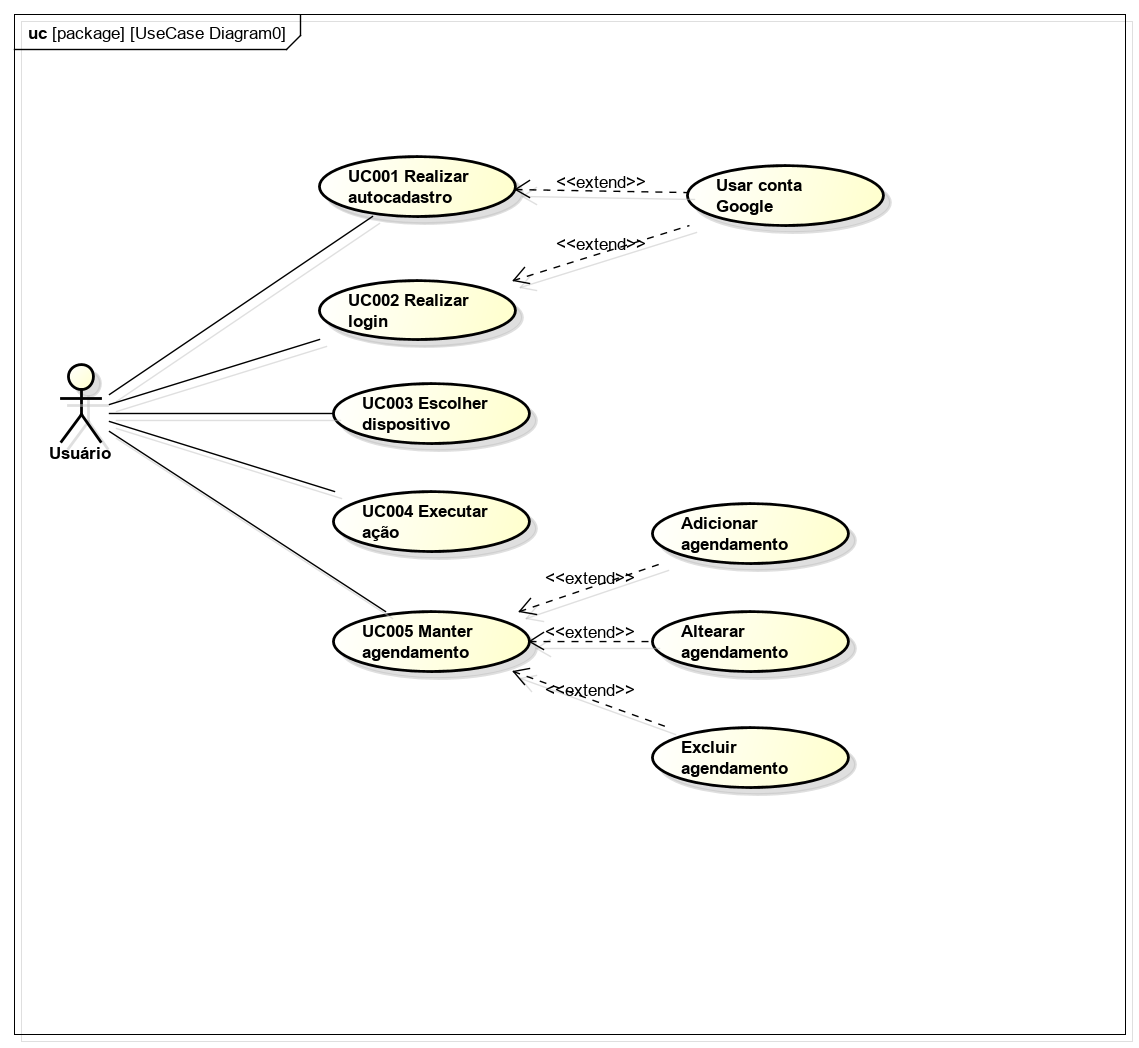 uc [package] [UseCase Diagram0]
UC001 Realizar
autocadastro
<<extend>>
Usar conta
Google
<<extend>>
UC002 Realizar
login
UC003 Escolher
dispositivo
Usuário
UC004 Executar
ação
Adicionar
agendamento
<<extend>>
UC005 Manter
agendamento
<<extend>>
Altearar
agendamento
<<extend>>
Excluir
agendamento